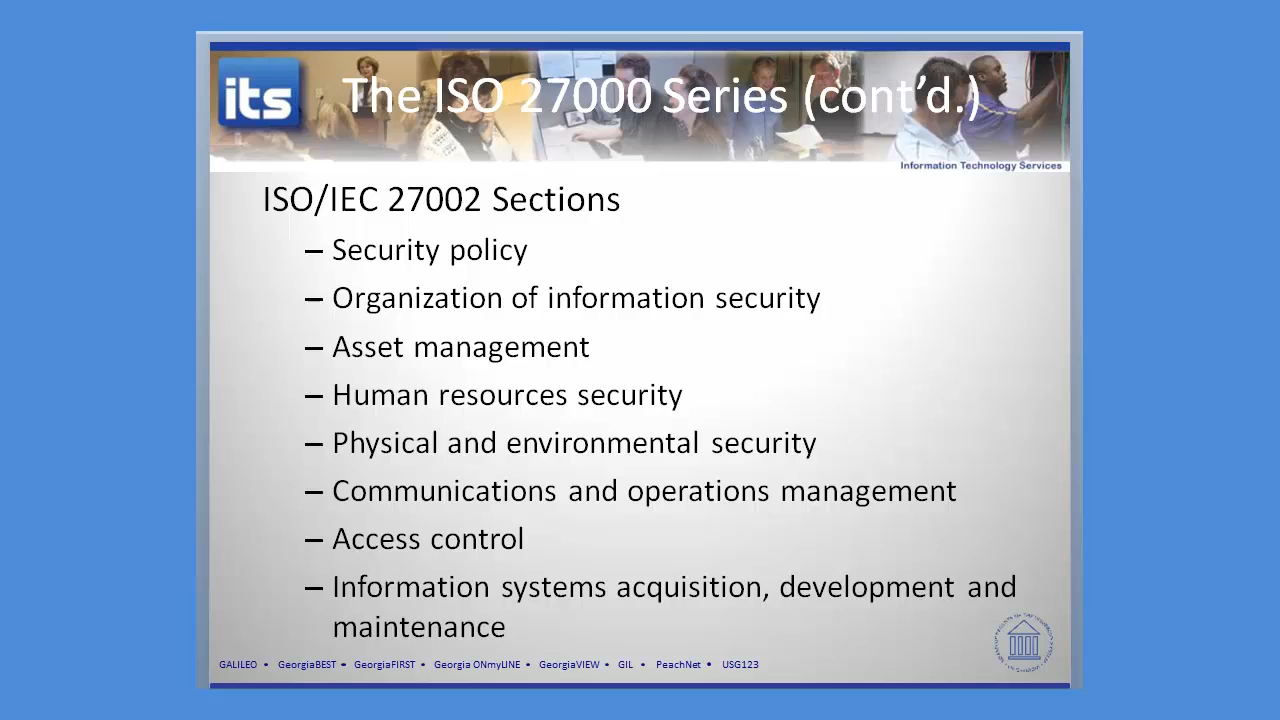 its
The ISO 27000 Series (cont’d.)
Information Technology Services
ISO/IEC 27002 Sections
– Security policy
– Organization of information security
– Asset management
– Human resources security
– Physical and environmental security
– Communications and operations management
– Access control
– Information systems acquisition, development and
maintenance
GALILEO • GeorgiaBEST • GeorgiaFIRST • Georgia ONmyLINE • GeorgiaVIEW • GIL • PeachNet • USG123